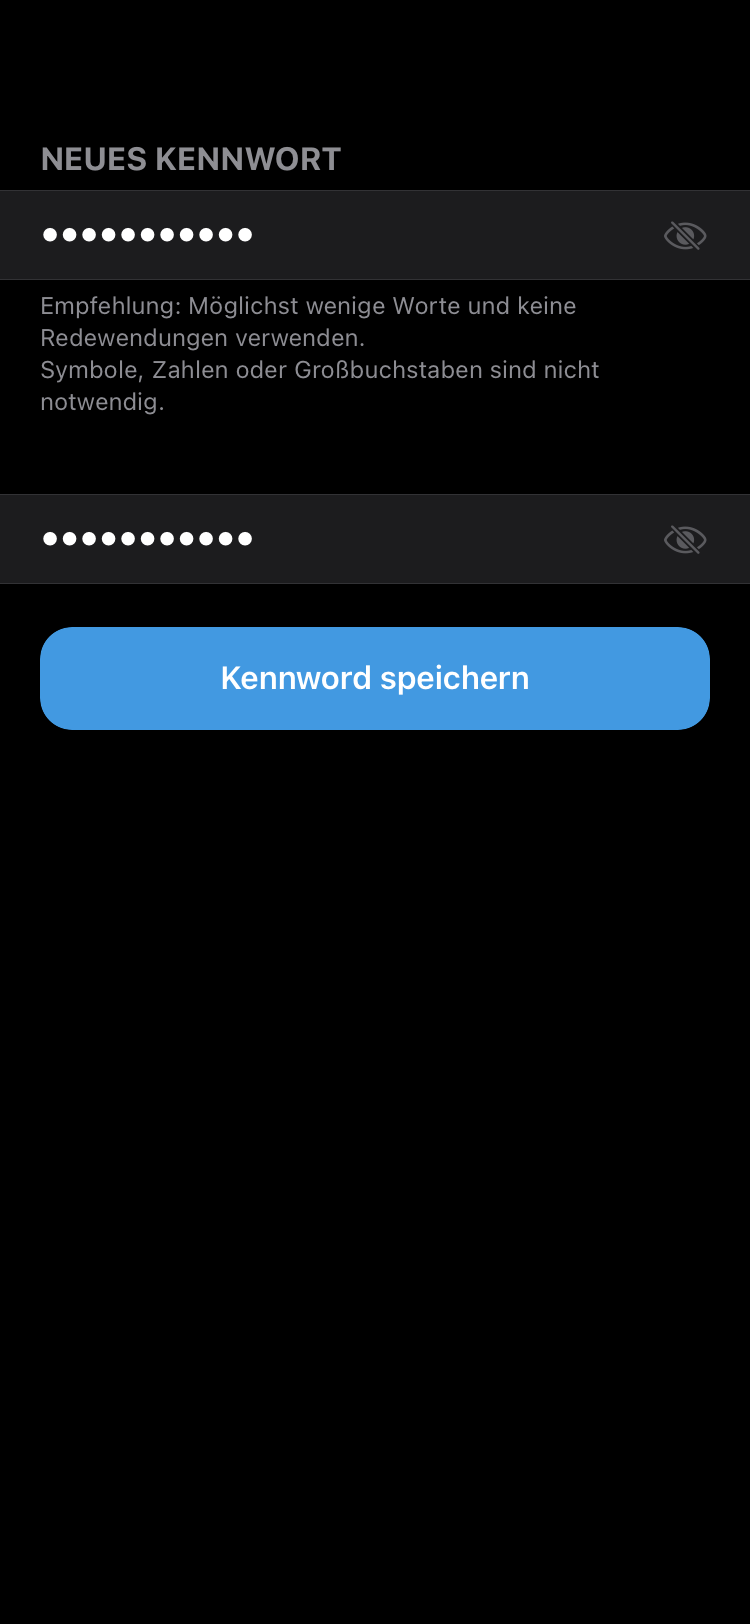 NEUES KENNWORT
•••••••••••
Empfehlung: Möglichst wenige Worte und keine
Redewendungen verwenden.
Symbole, Zahlen oder Großbuchstaben sind nicht
notwendig.
•••••••••••
Kennword speichern